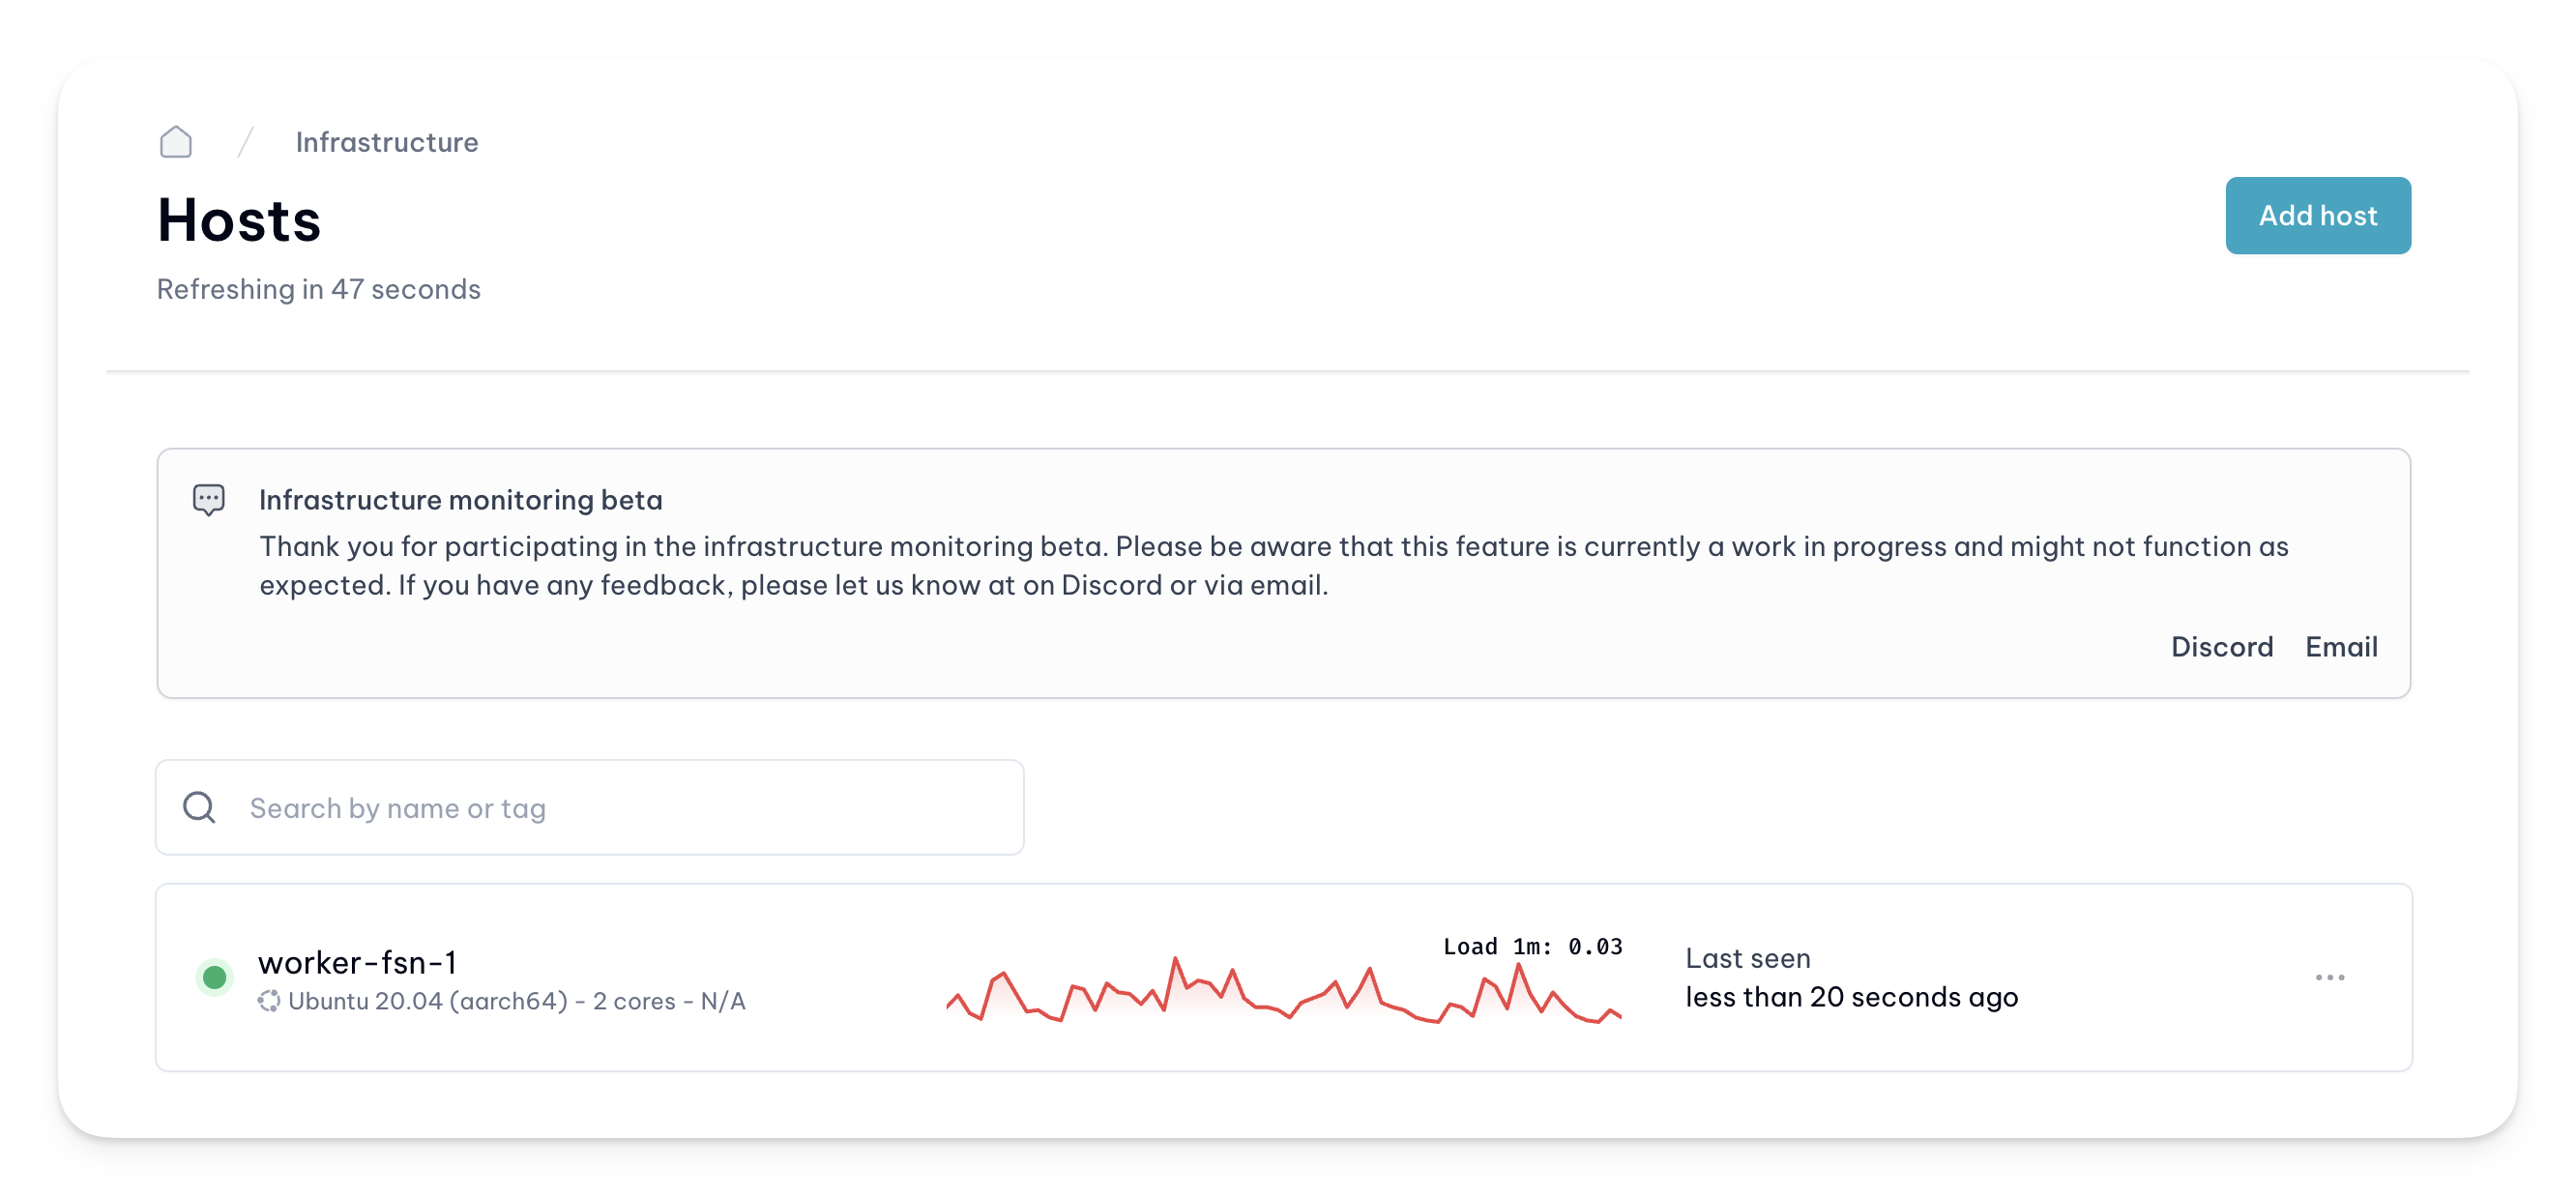 Infrastructure
Hosts
Add host
Refreshing in 47 seconds
Infrastructure monitoring beta
Thank you for participating in the infrastructure monitoring beta. Please be aware that this feature is currently a work in progress and might not function as
expected. If you have any feedback, please let us know at on Discord or via email.
Discord Email
Search by name or tag
worker-fsn-1
Ubuntu 20.04 (aarch64) - 2 cores - N/A
Load 1m: 0.03
Last seen
less than 20 seconds ago